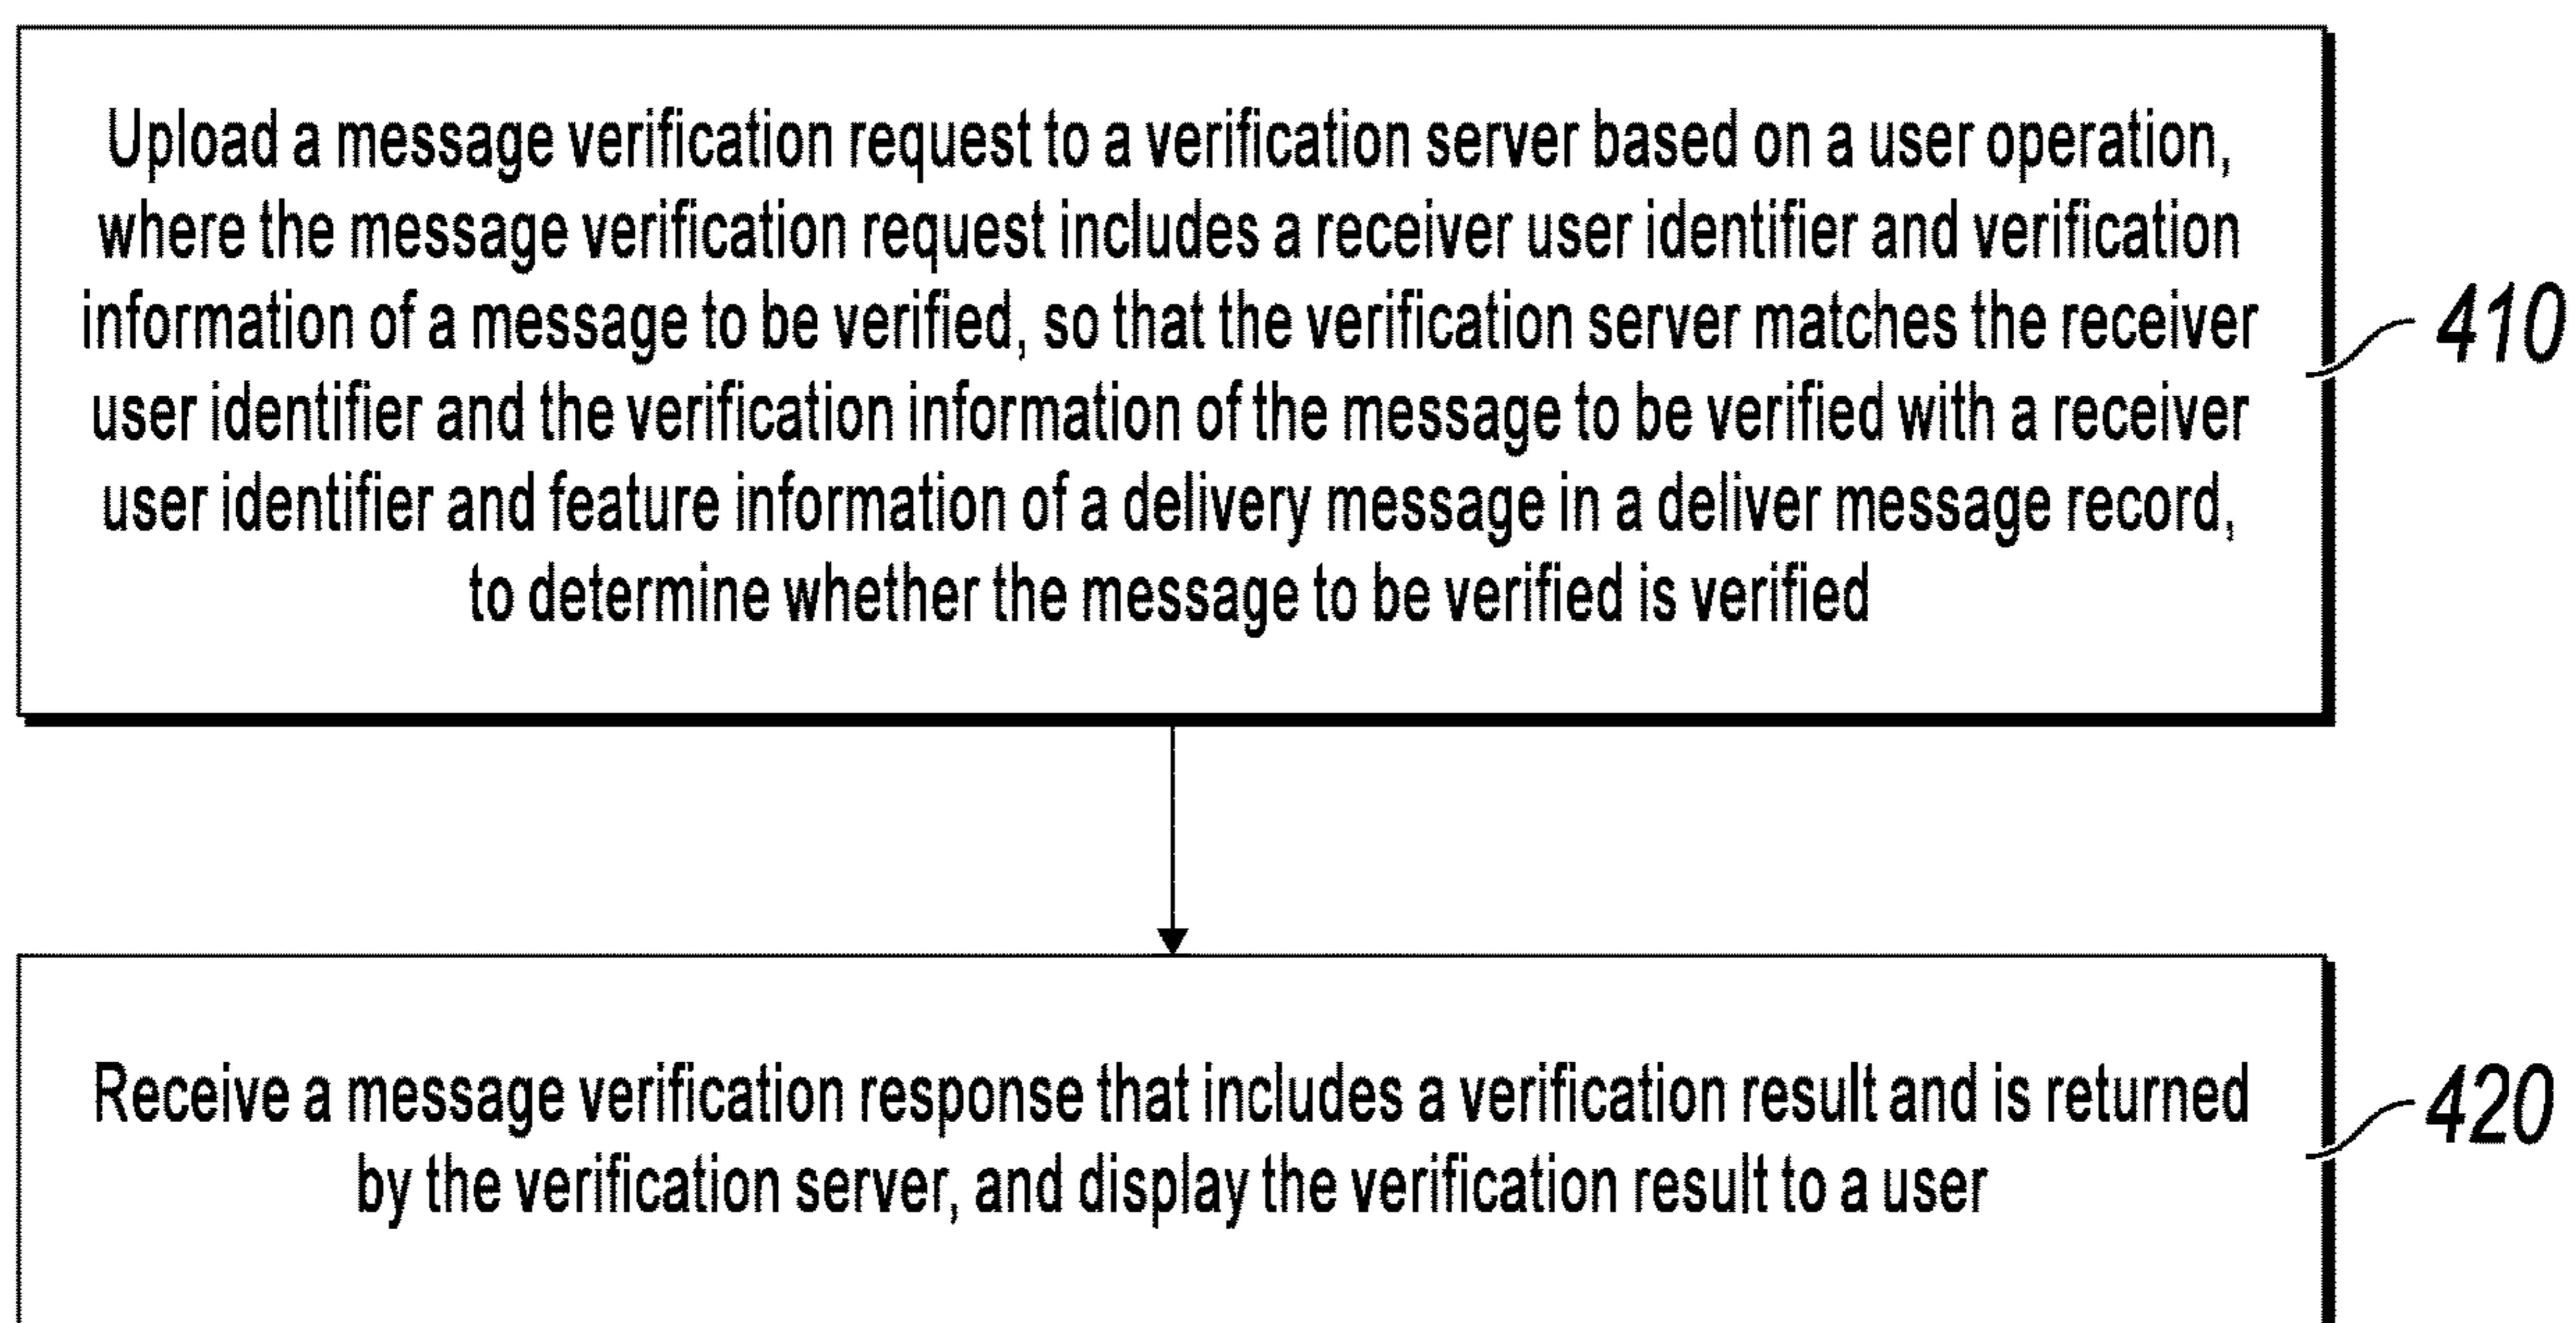 Upload a message verification request to a verification server based on a user operation,
where the message verification request includes a receiver user identifier and verification
information of a message to be verified, so that the verification server matches the receiver
user identifier and the verification information of the message to be verified with a receiver
user identifier and feature information of a delivery message in a deliver message record,
to determine whether the message to be verified is verified
410
Receive a message verification response that includes a verification result and is returned
by the verification server, and display the verification result to a user
420